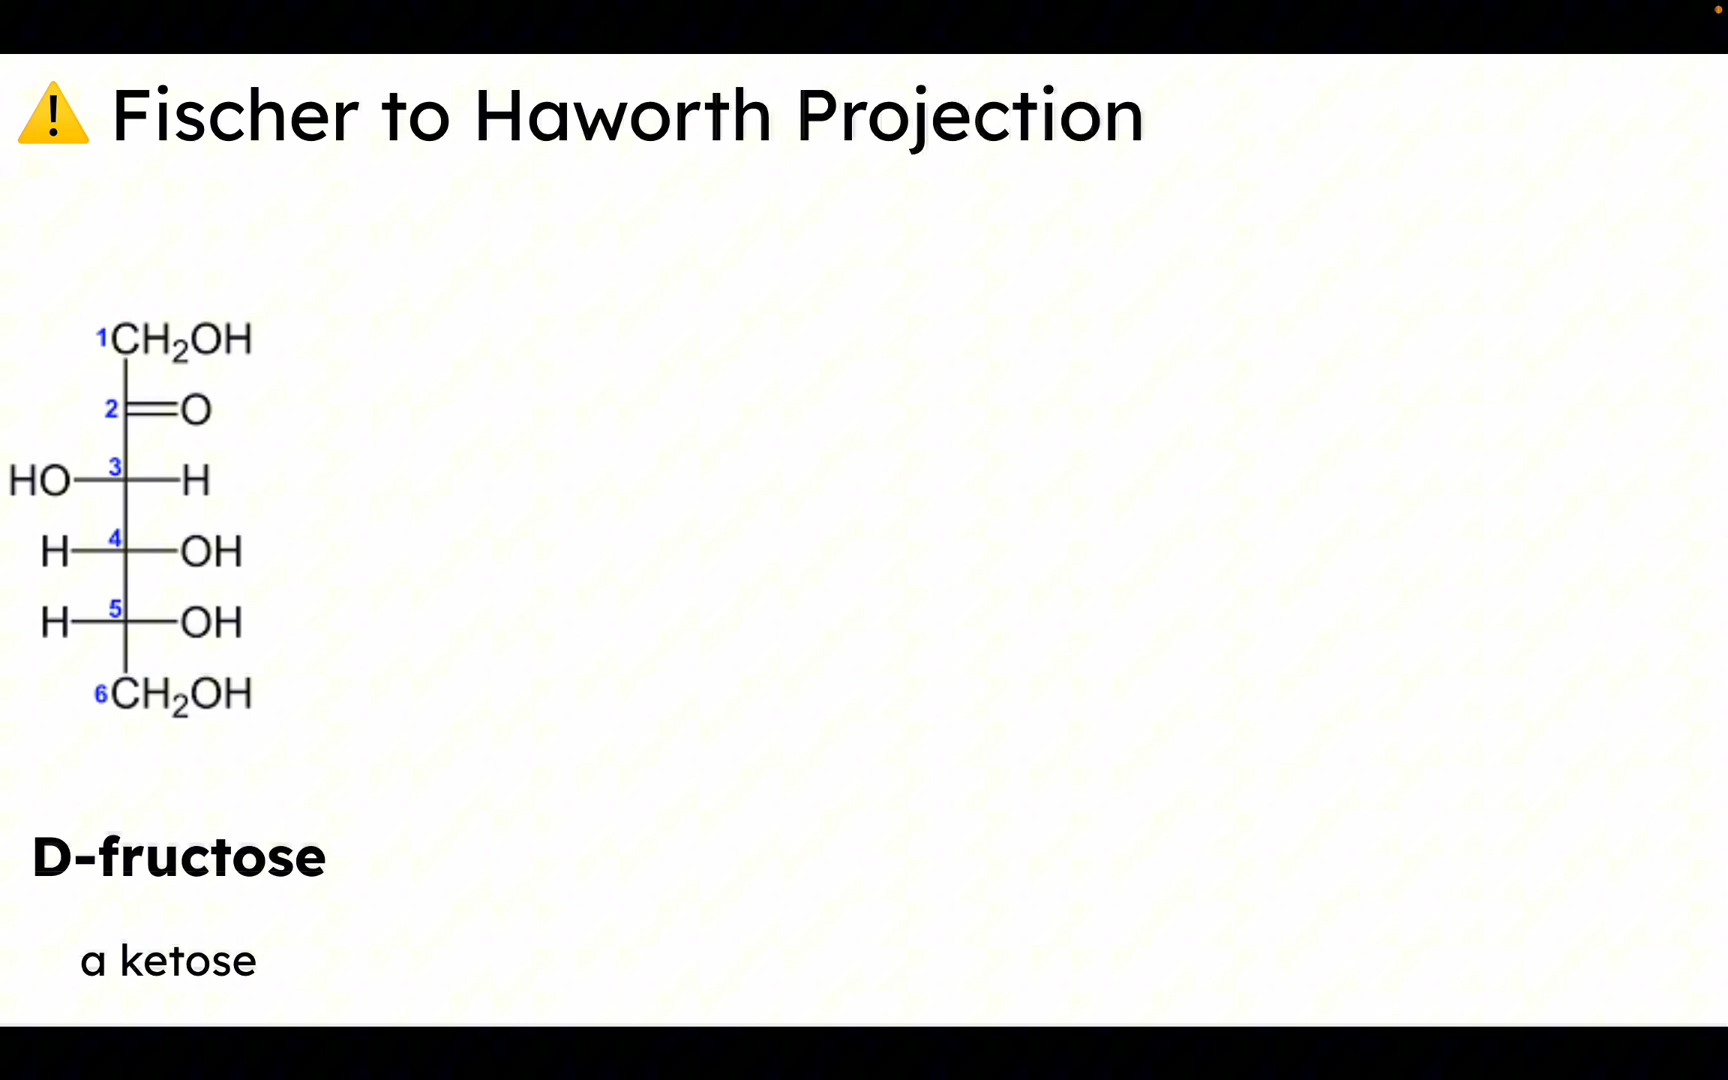 ⚠️ Fischer to Haworth Projection
1CH2OH
2 O
HO 3 H
H 4 OH
H 5 OH
6CH2OH
D-fructose
a ketose